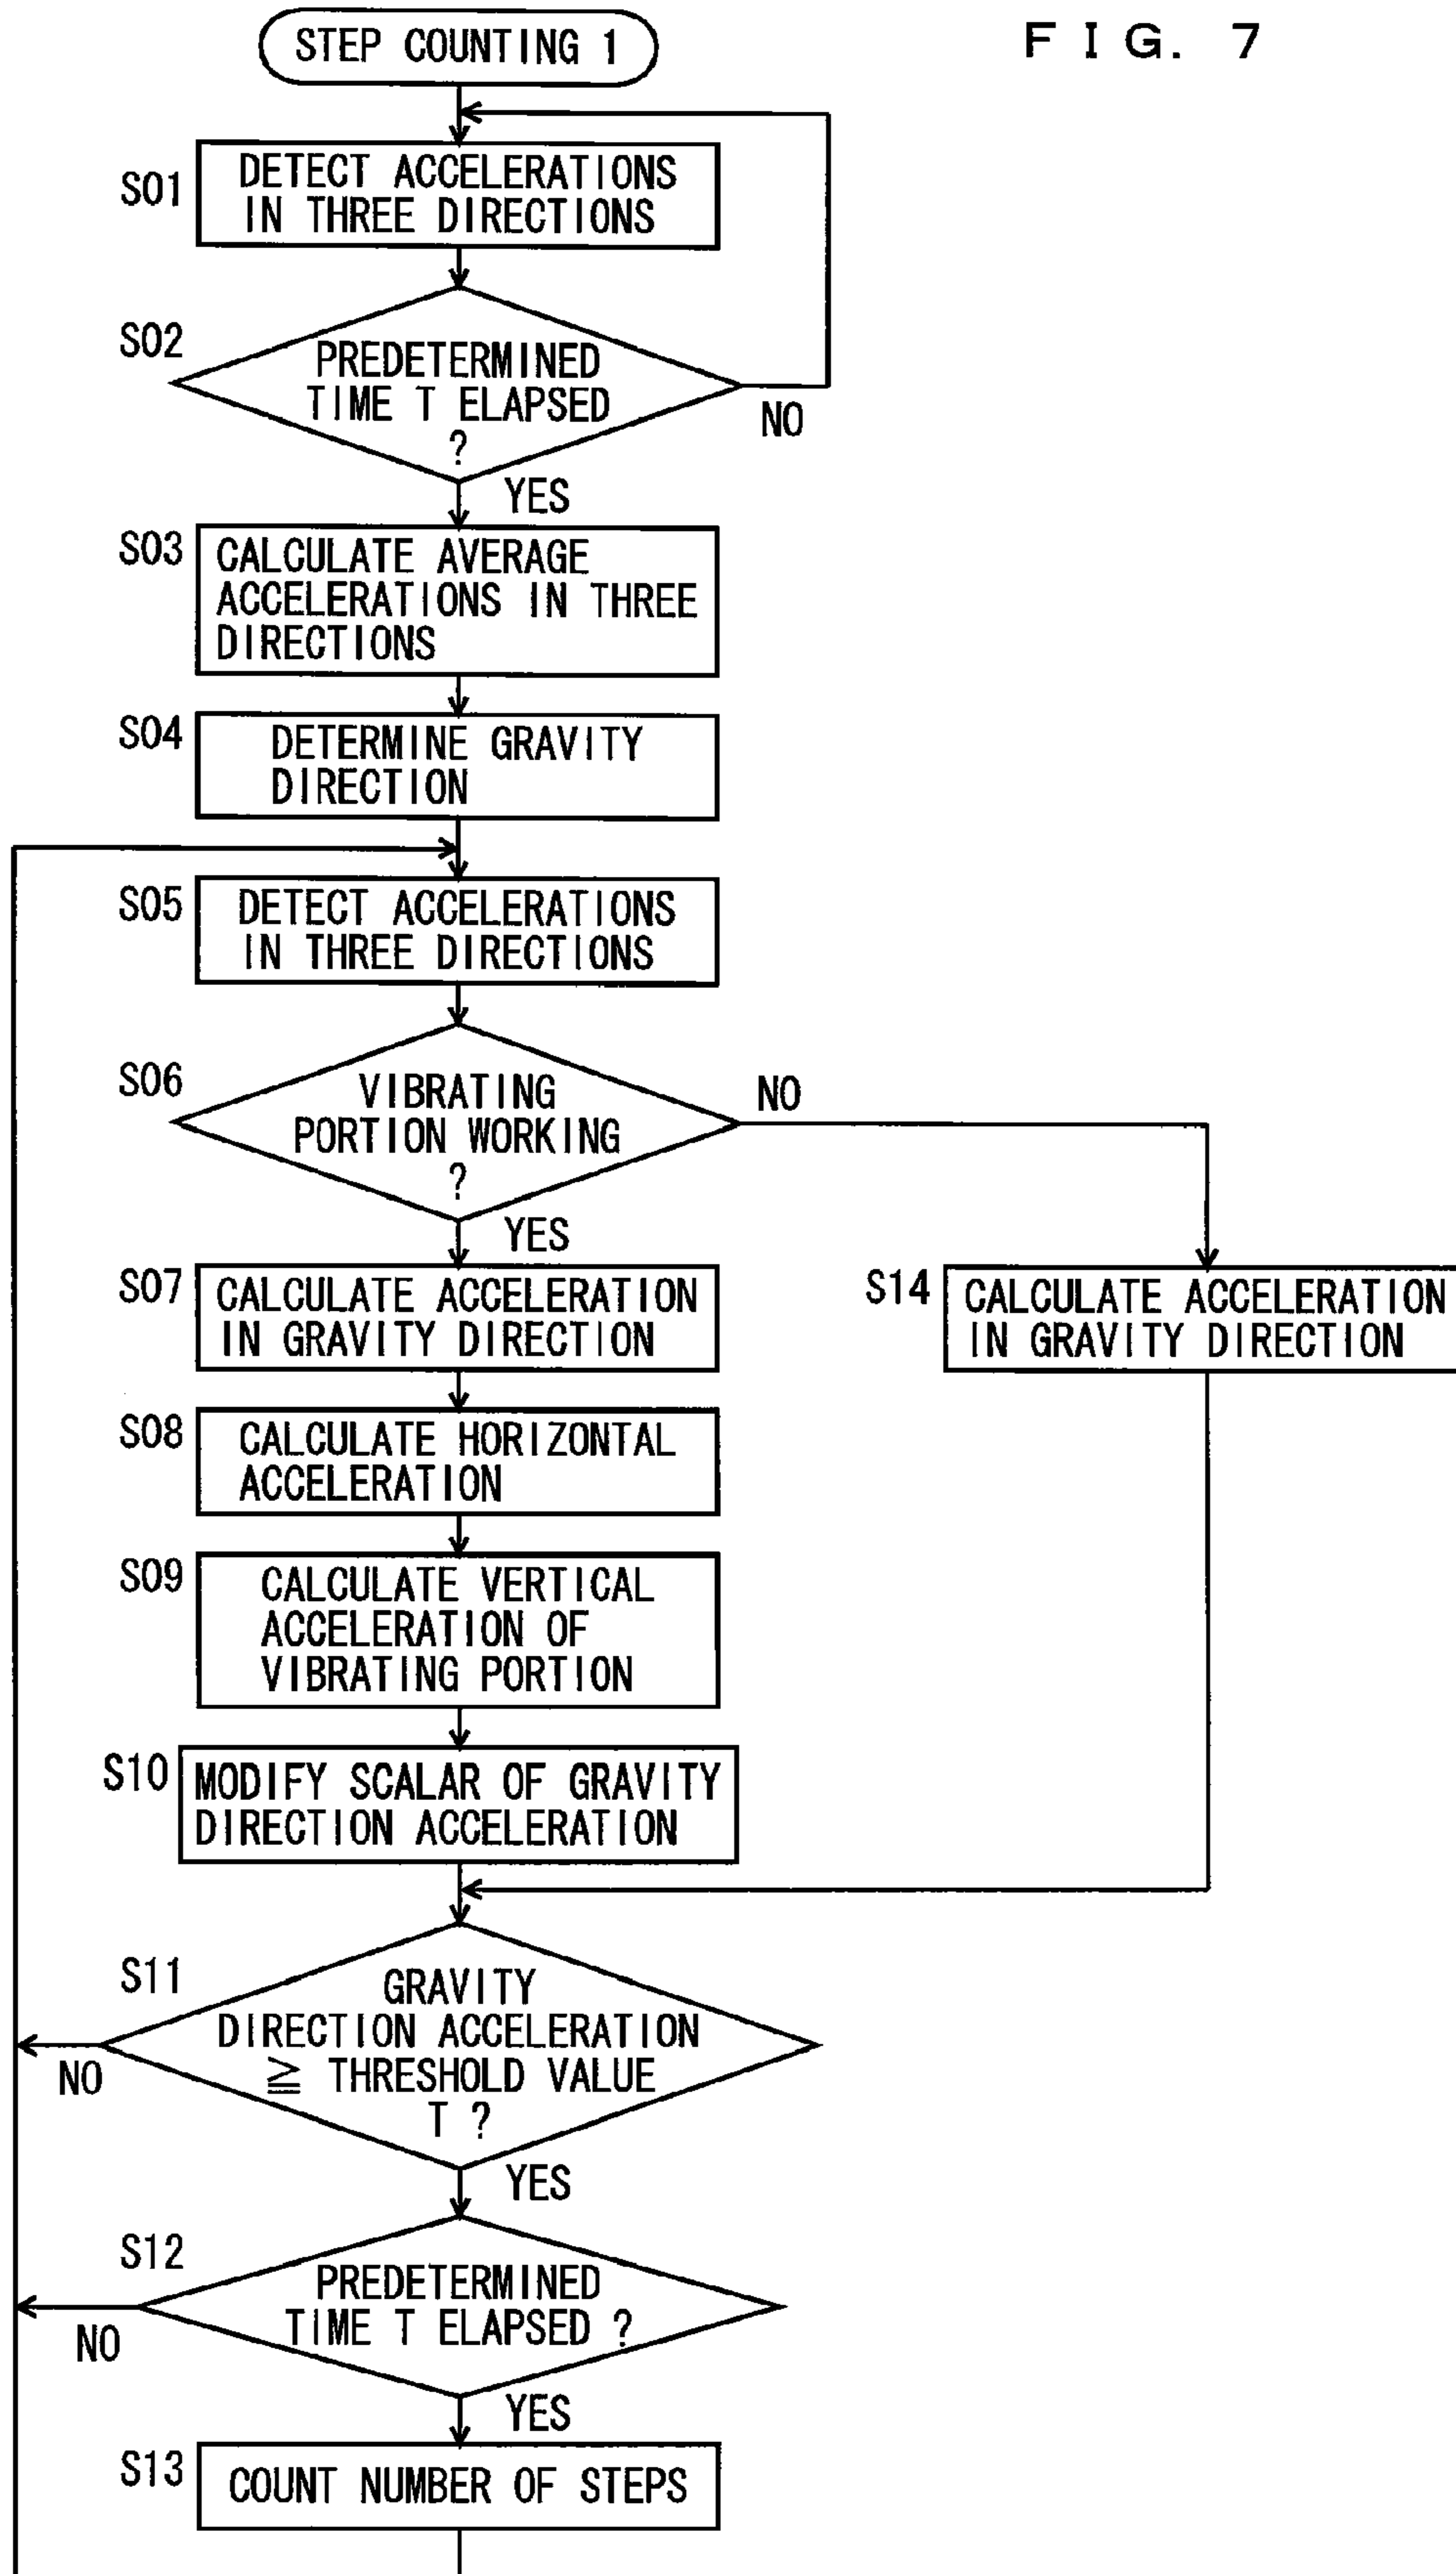 F I G. 7
STEP COUNTING 1
S01
DETECT ACCELERATIONS
IN THREE DIRECTIONS
S02
PREDETERMINED
TIME T ELAPSED
?
NO
YES
S03
CALCULATE AVERAGE
ACCELERATIONS IN THREE
DIRECTIONS
S04
DETERMINE GRAVITY
DIRECTION
S05
DETECT ACCELERATIONS
IN THREE DIRECTIONS
S06
VIBRATING
PORTION WORKING
?
NO
YES
S07
CALCULATE ACCELERATION
IN GRAVITY DIRECTION
S14
CALCULATE ACCELERATION
IN GRAVITY DIRECTION
S08
CALCULATE HORIZONTAL
ACCELERATION
S09
CALCULATE VERTICAL
ACCELERATION OF
VIBRATING PORTION
S10
MODIFY SCALAR OF GRAVITY
DIRECTION ACCELERATION
S11
GRAVITY
DIRECTION ACCELERATION
≧ THRESHOLD VALUE
T ?
NO
YES
S12
PREDETERMINED
TIME T ELAPSED ?
NO
YES
S13
COUNT NUMBER OF STEPS